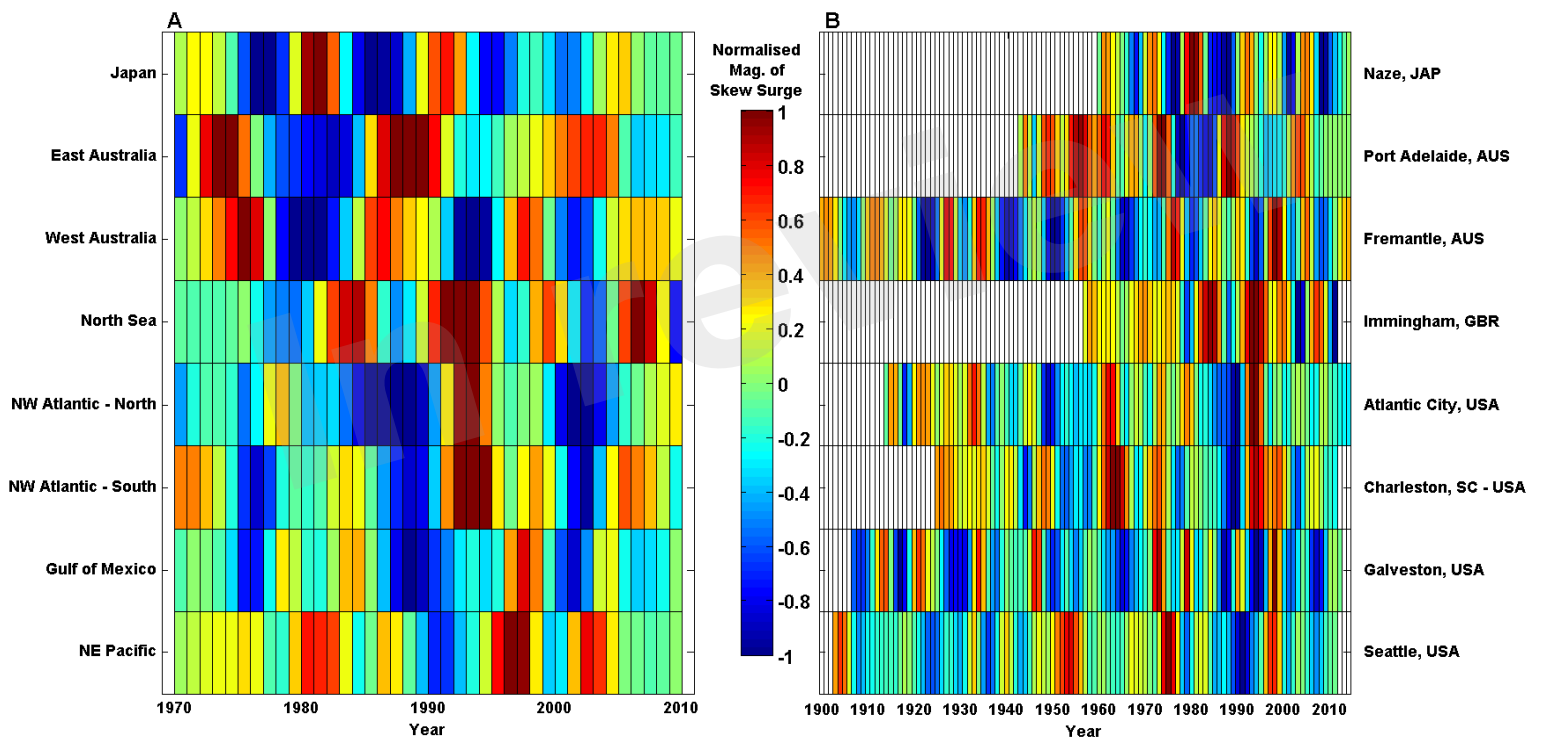 A
B
Japan
East Australia
West Australia
North Sea
NW Atlantic - North
NW Atlantic - South
Gulf of Mexico
NE Pacific
1970 1980 1990 2000 2010
Year
Normalised
Mag. of
Skew Surge
1
0.8
0.6
0.4
0.2
0
-0.2
-0.4
-0.6
-0.8
-1
Naze, JAP
Port Adelaide, AUS
Fremantle, AUS
Immingham, GBR
Atlantic City, USA
Charleston, SC - USA
Galveston, USA
Seattle, USA
1900 1910 1920 1930 1940 1950 1960 1970 1980 1990 2000 2010
Year
In review